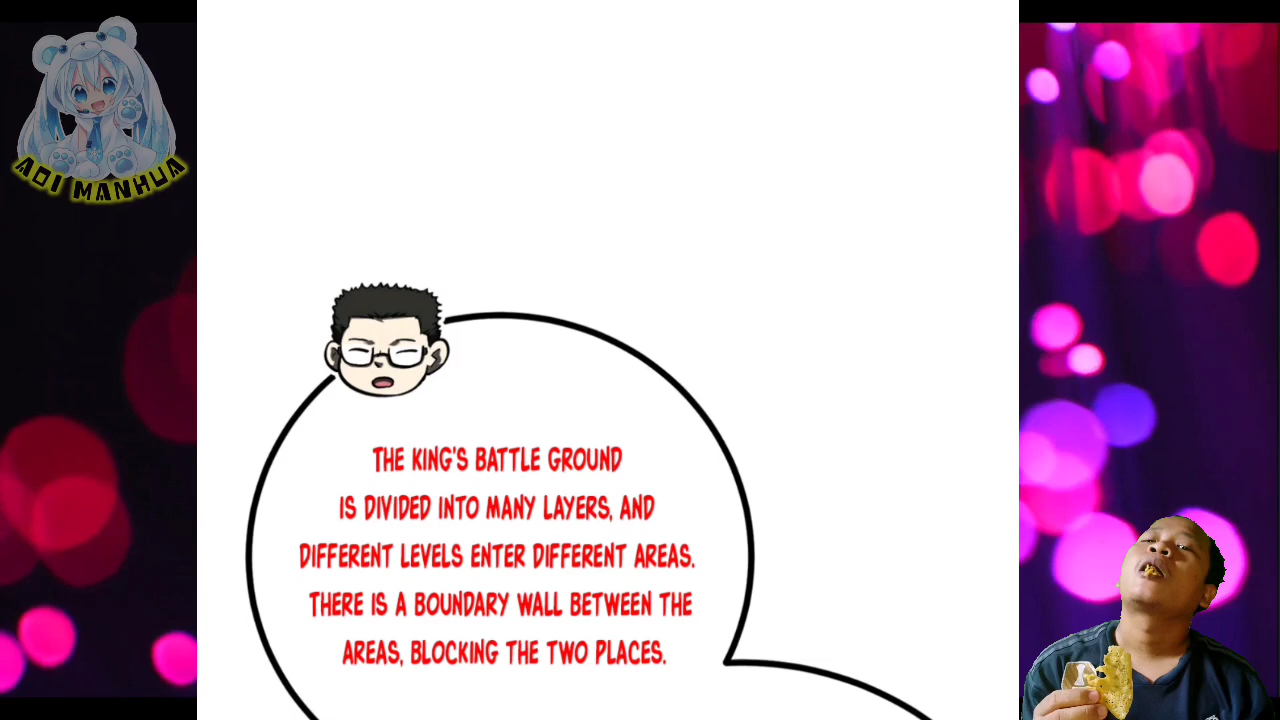 AOI MANHUA
THE KING'S BATTLE GROUND
IS DIVIDED INTO MANY LAYERS, AND
DIFFERENT LEVELS ENTER DIFFERENT AREAS.
THERE IS A BOUNDARY WALL BETWEEN THE
AREAS, BLOCKING THE TWO PLACES.